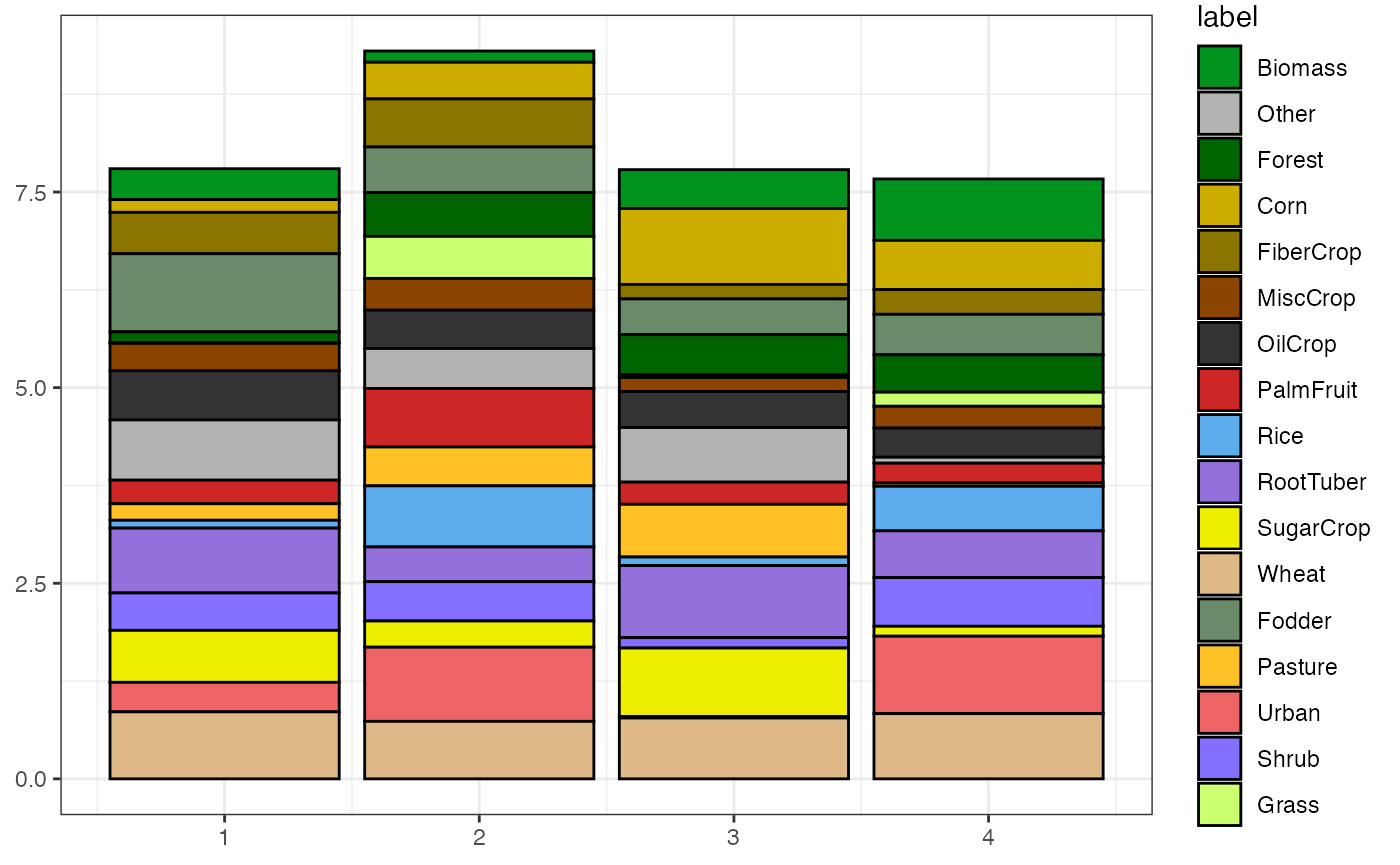 7.5
5.0
2.5
0.0
1 2 3 4
label
Biomass
Other
Forest
Corn
FiberCrop
MiscCrop
OilCrop
PalmFruit
Rice
RootTuber
SugarCrop
Wheat
Fodder
Pasture
Urban
Shrub
Grass